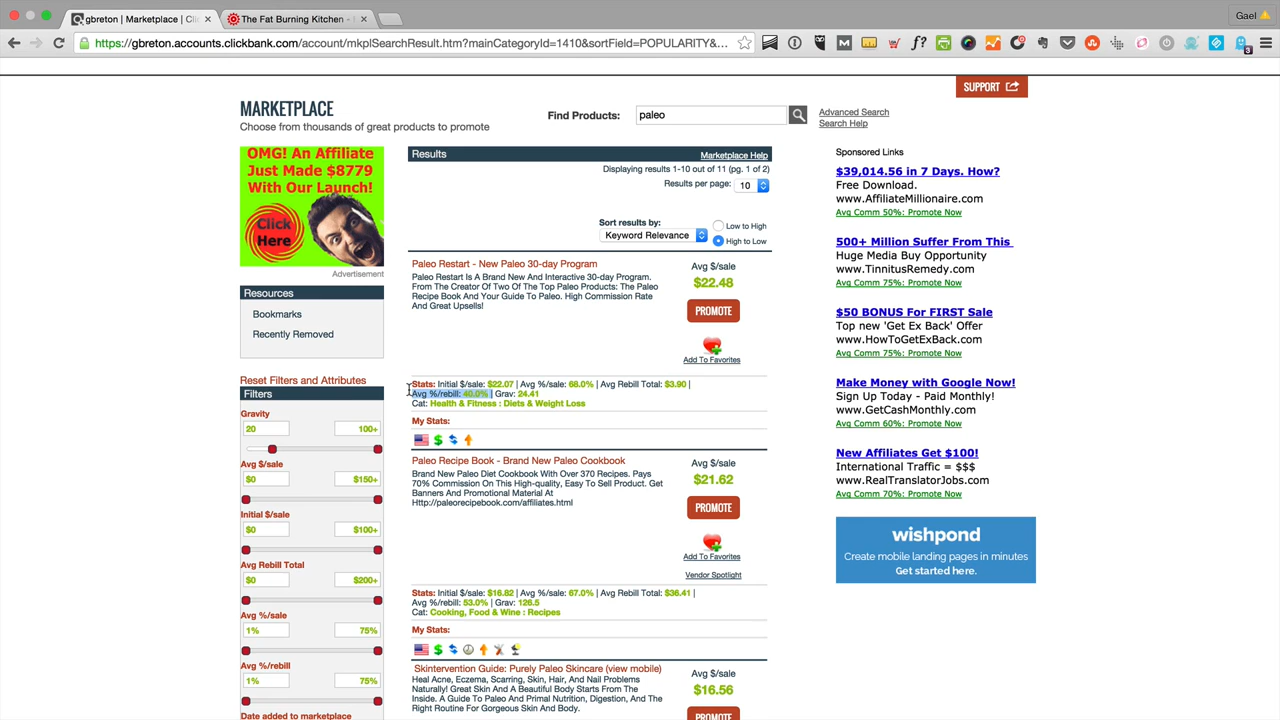 gbreton | Marketplace | Cli
The Fat Burning Kitchen -
Gael
https://gbreton.accounts.clickbank.com/account/mkplSearchResult.htm?mainCategoryId=1410&sortField=POPULARITY&...
3
SUPPORT
MARKETPLACE
Choose from thousands of great products to promote
Find Products:
paleo
Advanced Search
Search Help
OMG! An Affiliate
Just Made $8779
With Our Launch!
Click
Here
Advertisement
Resources
Bookmarks
Recently Removed
Reset Filters and Attributes
Filters
Gravity
20 100+
Avg $/sale
$0 $150+
Initial $/sale
$0 $100+
Avg Rebill Total
$0 $200+
Avg %/sale
1% 75%
Avg %/rebill
1% 75%
Date added to marketplace
Results
Marketplace Help
Displaying results 1-10 out of 11 (pg. 1 of 2)
Results per page: 10
Sort results by:
Keyword Relevance
Low to High
High to Low
Paleo Restart - New Paleo 30-day Program
Paleo Restart Is A Brand New And Interactive 30-day Program.
From The Creator Of Two Of The Top Paleo Products: The Paleo
Recipe Book And Your Guide To Paleo. High Commission Rate
And Great Upsells!
Avg $/sale
$22.48
PROMOTE
Add To Favorites
Stats: Initial $/sale: $22.07 | Avg %/sale: 68.0% | Avg Rebill Total: $3.90 |
Avg %/rebill: 40.0% | Grav: 24.41
Cat: Health & Fitness : Diets & Weight Loss
My Stats:
Paleo Recipe Book - Brand New Paleo Cookbook
Brand New Paleo Diet Cookbook With Over 370 Recipes. Pays
70% Commission On This High-quality, Easy To Sell Product. Get
Banners And Promotional Material At
Http://paleorecipebook.com/affiliates.html
Avg $/sale
$21.62
PROMOTE
Add To Favorites
Vendor Spotlight
Stats: Initial $/sale: $16.82 | Avg %/sale: 67.0% | Avg Rebill Total: $36.41 |
Avg %/rebill: 53.0% | Grav: 126.5
Cat: Cooking, Food & Wine : Recipes
My Stats:
Skintervention Guide: Purely Paleo Skincare (view mobile)
Heal Acne, Eczema, Scarring, Skin, Hair, And Nail Problems
Naturally! Great Skin And A Beautiful Body Starts From The
Inside. A Guide To Paleo And Primal Nutrition, Digestion, And The
Right Routine For Gorgeous Skin And Body.
Avg $/sale
$16.56
PROMOTE
Sponsored Links
$39,014.56 in 7 Days. How?
Free Download.
www.AffiliateMillionaire.com
Avg Comm 50%: Promote Now
500+ Million Suffer From This
Huge Media Buy Opportunity
www.TinnitusRemedy.com
Avg Comm 75%: Promote Now
$50 BONUS For FIRST Sale
Top new 'Get Ex Back' Offer
www.HowToGetExBack.com
Avg Comm 75%: Promote Now
Make Money with Google Now!
Sign Up Today - Paid Monthly!
www.GetCashMonthly.com
Avg Comm 60%: Promote Now
New Affiliates Get $100!
International Traffic = $$$
www.RealTranslatorJobs.com
Avg Comm 70%: Promote Now
wishpond
Create mobile landing pages in minutes
Get started here.